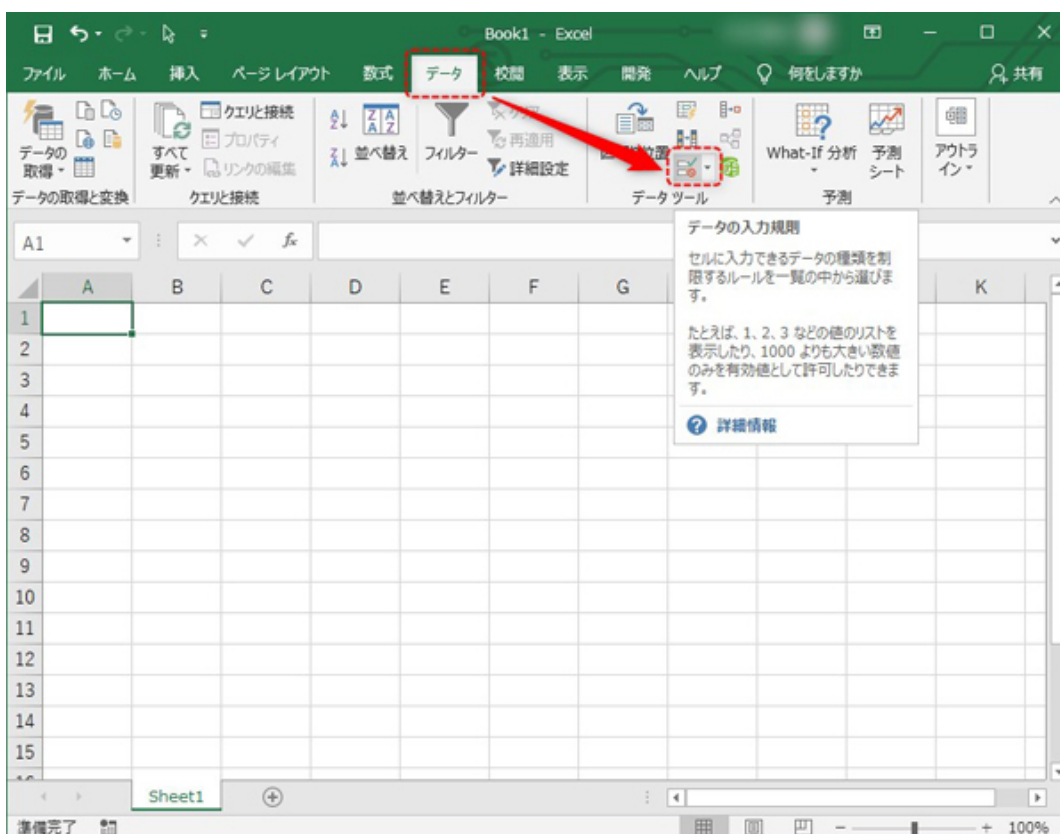 Book1 - Excel
ファイル ホーム 挿入 ページ レイアウト 数式 データ 校閲 表示 開発 ヘルプ 何をしますか 共有
データの取得
すべて更新
クエリと接続
プロパティ
リンクの編集
並べ替え
フィルター
再適用
詳細設定
What-If 分析
予測シート
アウトライン
データの取得と変換 クエリと接続 並べ替えとフィルター データ ツール 予測
A1 fx
データの入力規則
セルに入力できるデータの種類を制
限するルールを一覧の中から選びま
す。
たとえば、1、2、3 などの値のリストを
表示したり、1000 よりも大きい数値
のみを有効値として許可したりできま
す。
詳細情報
A B C D E F G K
1
2
3
4
5
6
7
8
9
10
11
12
13
14
15
Sheet1
準備完了 100%